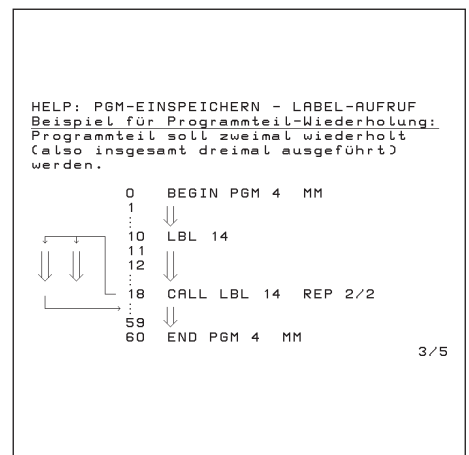 HELP: PGM-EINSPEICHERN - LABEL-AUFRUF
Beispiel für Programmteil-Wiederholung:
Programmteil soll zweimal wiederholt
(also insgesamt dreimal ausgeführt)
werden.
0 BEGIN PGM 4 MM
1
:
10 LBL 14
11
12
:
18 CALL LBL 14 REP 2/2
:
59
60 END PGM 4 MM
3/5